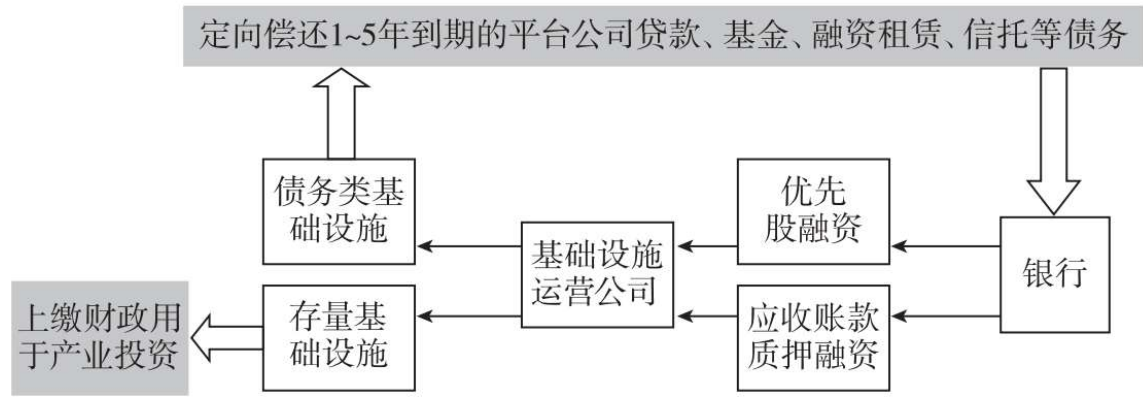 定向偿还1~5年到期的平台公司贷款、基金、融资租赁、信托等债务
债务类基
础设施
优先
股融资
基础设施
运营公司
银行
上缴财政用
于产业投资
存量基
础设施
应收账款
质押融资